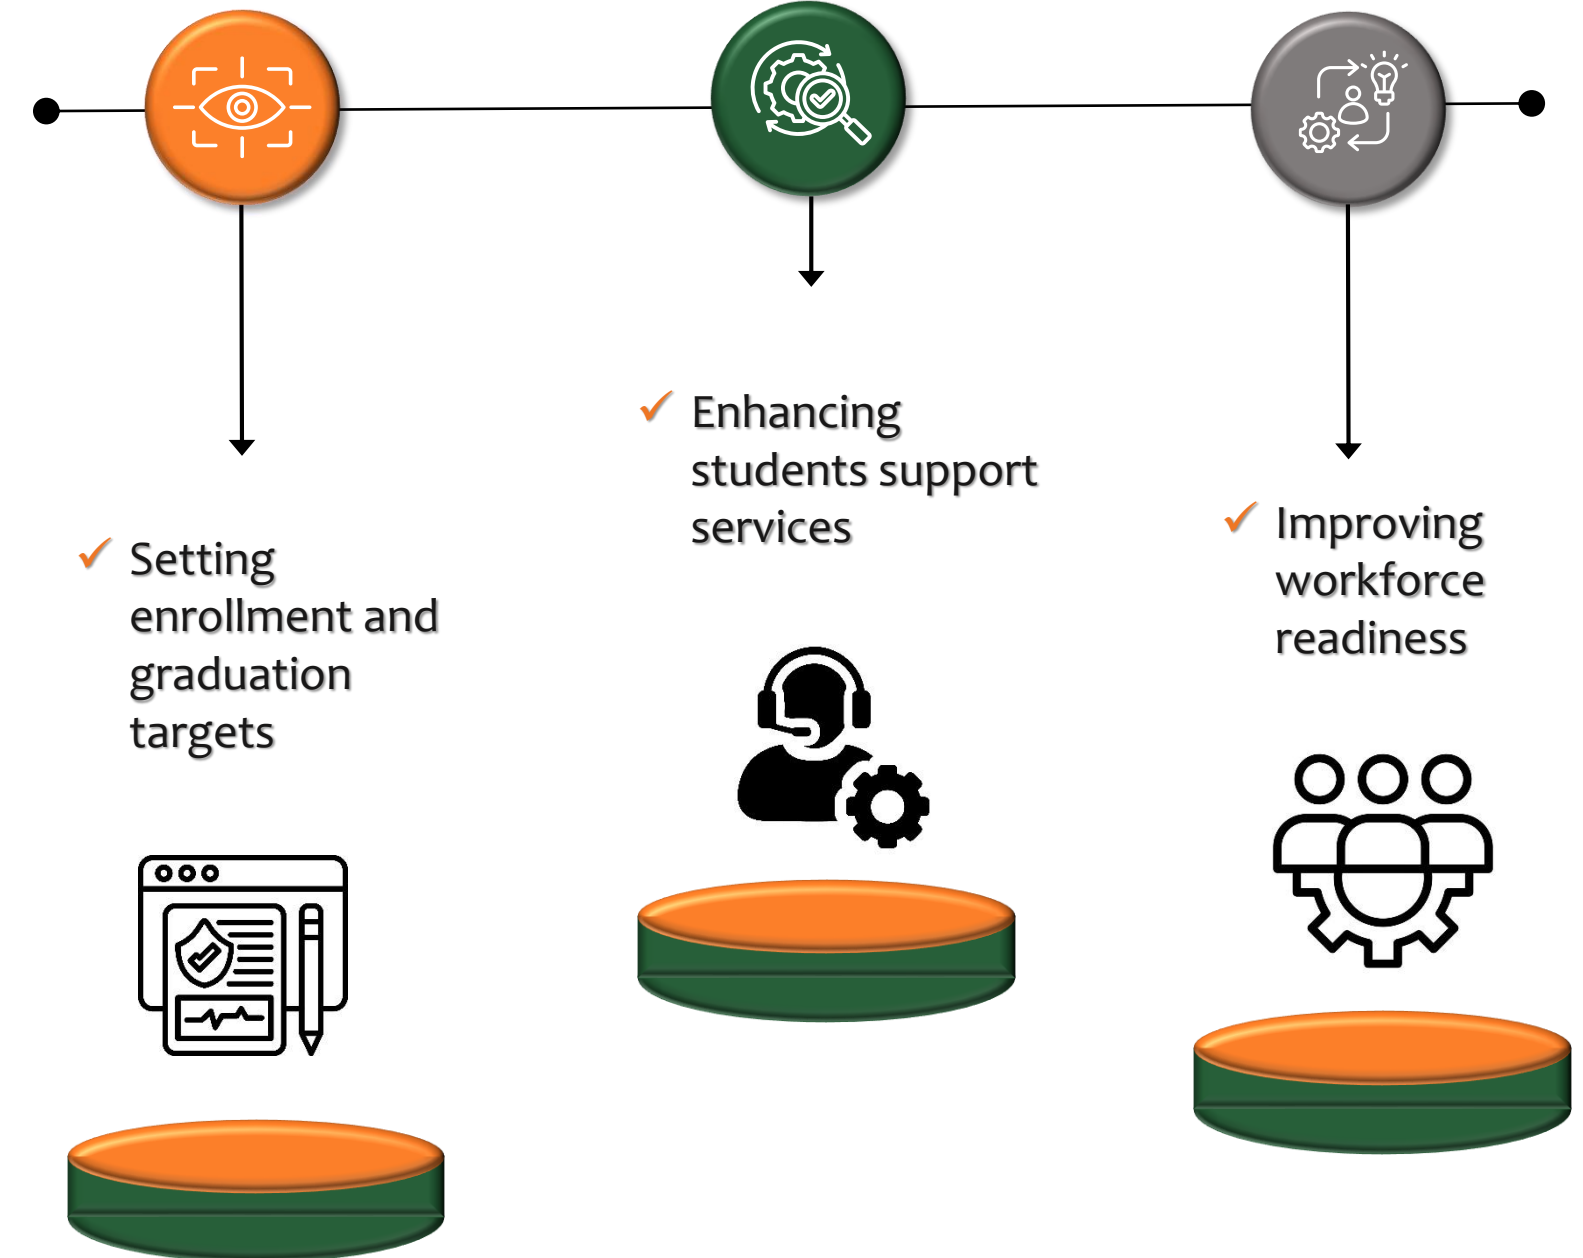 Setting
enrollment and
graduation
targets
Enhancing
students support
services
Improving
workforce
readiness